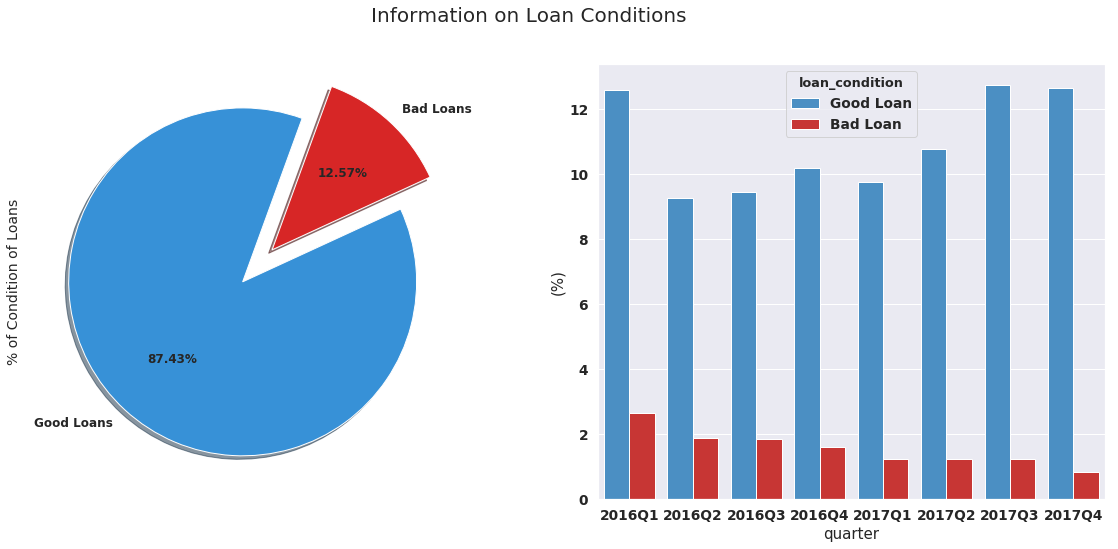 Information on Loan Conditions
% of Condition of Loans
Bad Loans
12.57%
87.43%
Good Loans
(%)
12
10
8
6
4
2
0
loan_condition
Good Loan
Bad Loan
2016Q1 2016Q2 2016Q3 2016Q4 2017Q1 2017Q2 2017Q3 2017Q4
quarter